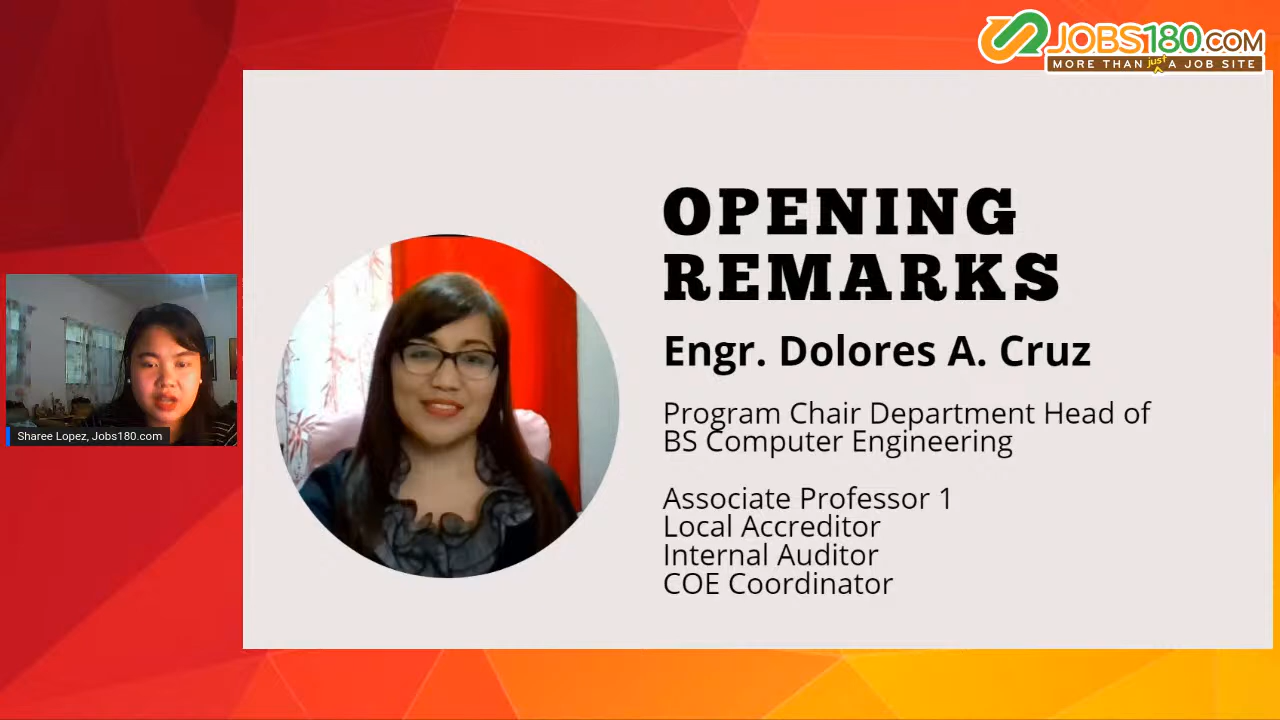 JOBS180.COM
MORE THAN just A JOB SITE
OPENING
REMARKS
Engr. Dolores A. Cruz
Program Chair Department Head of
BS Computer Engineering
Associate Professor 1
Local Accreditor
Internal Auditor
COE Coordinator
Sharee Lopez, Jobs180.com